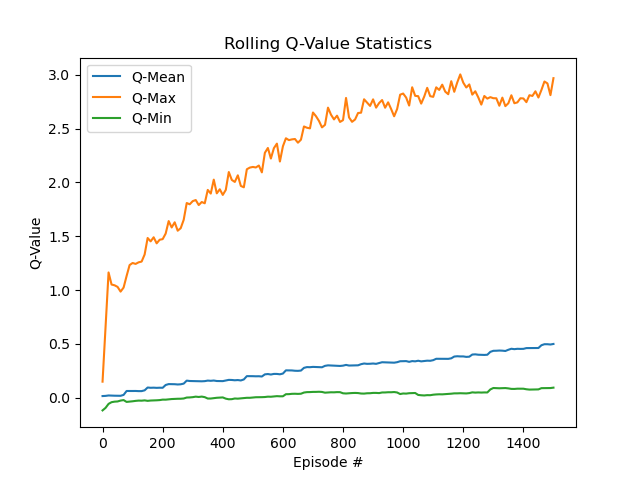 Rolling Q-Value Statistics
Q-Mean
Q-Max
Q-Min
3.0
2.5
2.0
1.5
1.0
0.5
0.0
Q-Value
0 200 400 600 800 1000 1200 1400
Episode #